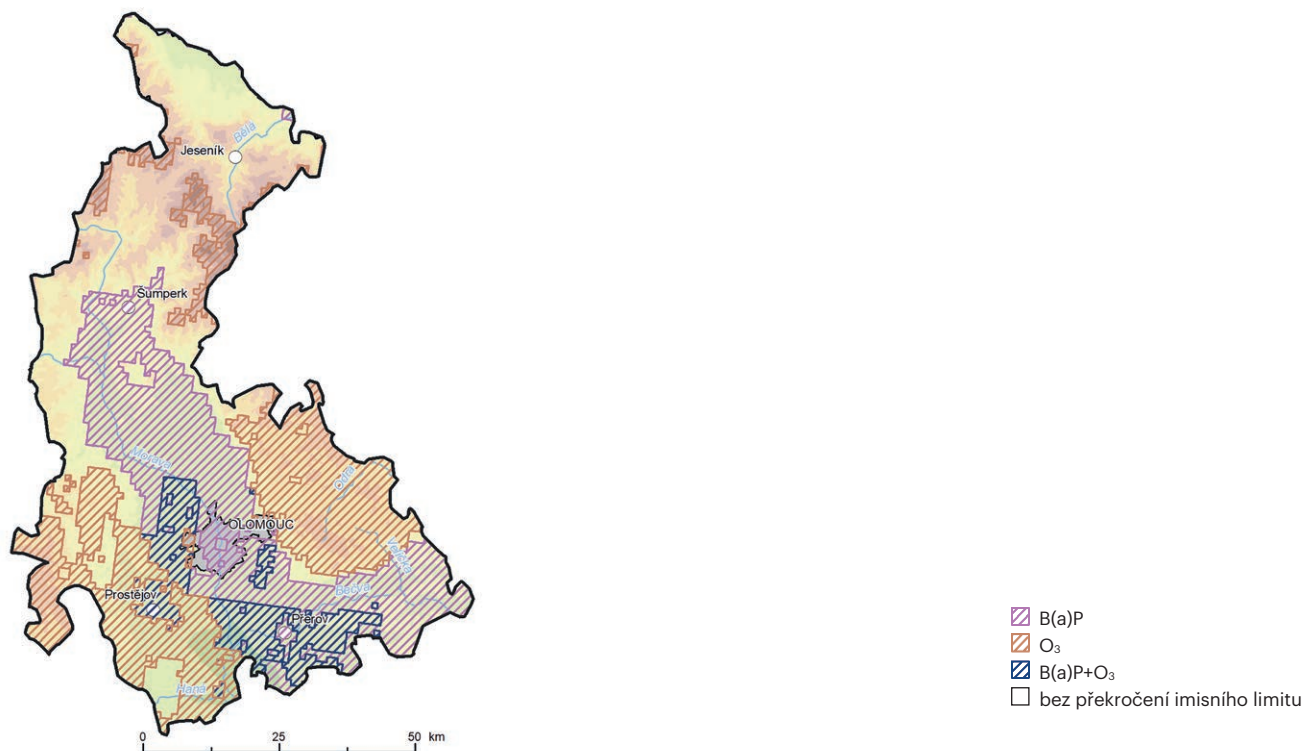 Bělá
Jeseník
Šumperk
Morava
Odra
OLOMOUC
Velička
Bečva
Prostějov
Přerov
Haná
0 25 50 km
B(a)P
O₃
B(a)P+O₃
bez překročení imisního limitu